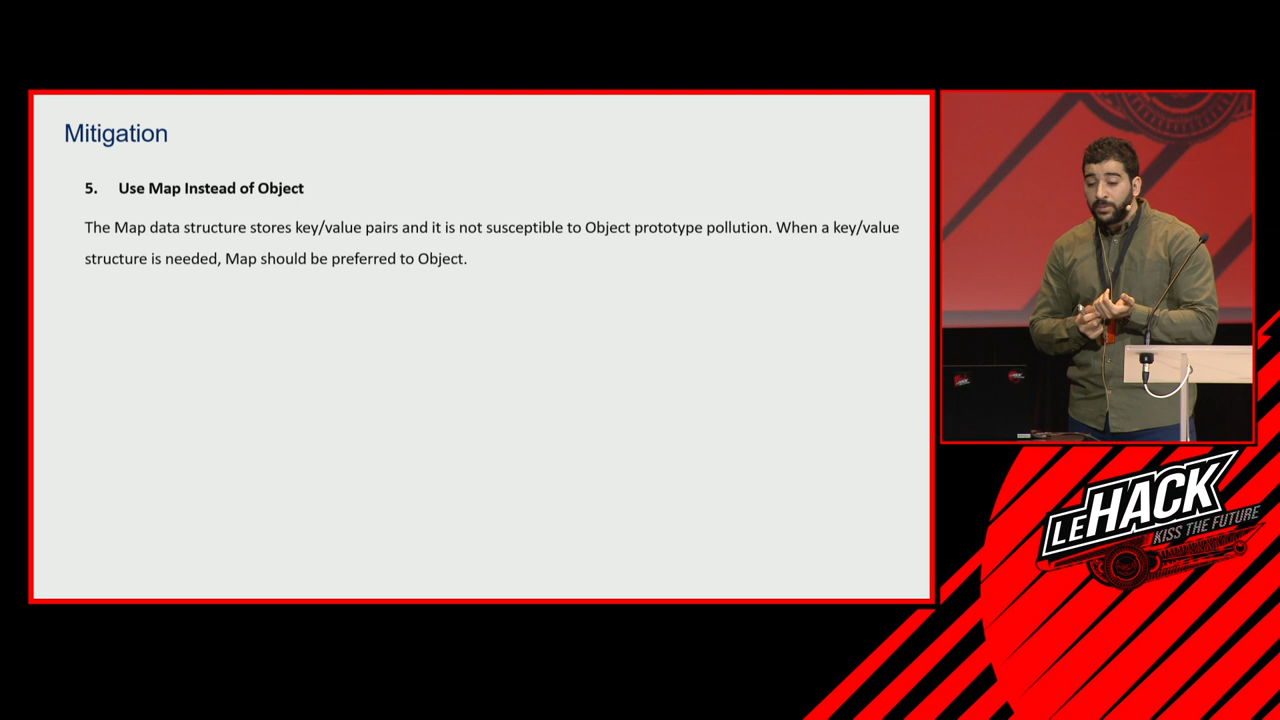 Mitigation
5. Use Map Instead of Object
The Map data structure stores key/value pairs and it is not susceptible to Object prototype pollution. When a key/value
structure is needed, Map should be preferred to Object.
LEHACK
KISS THE FUTURE